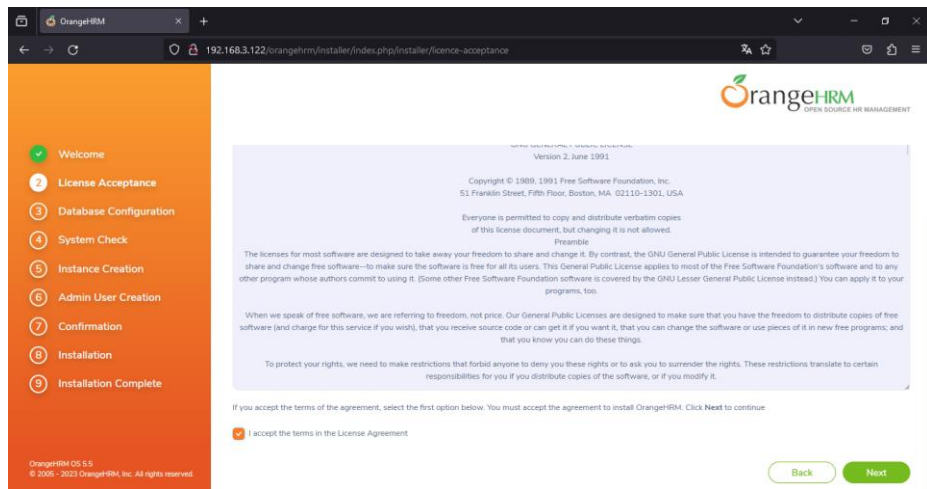 OrangeHRM
192.168.3.122/orangehrm/installer/index.php/installer/licence-acceptance
OrangeHRM
OPEN SOURCE HR MANAGEMENT
Welcome
2 License Acceptance
3 Database Configuration
4 System Check
5 Instance Creation
6 Admin User Creation
7 Confirmation
8 Installation
9 Installation Complete
OrangeHRM OS 5.5
© 2005 - 2023 OrangeHRM, Inc. All rights reserved.
GNU GENERAL PUBLIC LICENSE
Version 2, June 1991
Copyright © 1989, 1991 Free Software Foundation, Inc.
51 Franklin Street, Fifth Floor, Boston, MA 02110-1301, USA
Everyone is permitted to copy and distribute verbatim copies
of this license document, but changing it is not allowed.
Preamble
The licenses for most software are designed to take away your freedom to share and change it. By contrast, the GNU General Public License is intended to guarantee your freedom to
share and change free software--to make sure the software is free for all its users. This General Public License applies to most of the Free Software Foundation's software and to any
other program whose authors commit to using it. (Some other Free Software Foundation software is covered by the GNU Lesser General Public License instead.) You can apply it to your
programs, too.
When we speak of free software, we are referring to freedom, not price. Our General Public Licenses are designed to make sure that you have the freedom to distribute copies of free
software (and charge for this service if you wish), that you receive source code or can get it if you want it, that you can change the software or use pieces of it in new free programs; and
that you know you can do these things.
To protect your rights, we need to make restrictions that forbid anyone to deny you these rights or to ask you to surrender the rights. These restrictions translate to certain
responsibilities for you if you distribute copies of the software, or if you modify it.
If you accept the terms of the agreement, select the first option below. You must accept the agreement to install OrangeHRM. Click Next to continue
I accept the terms in the License Agreement
Back
Next